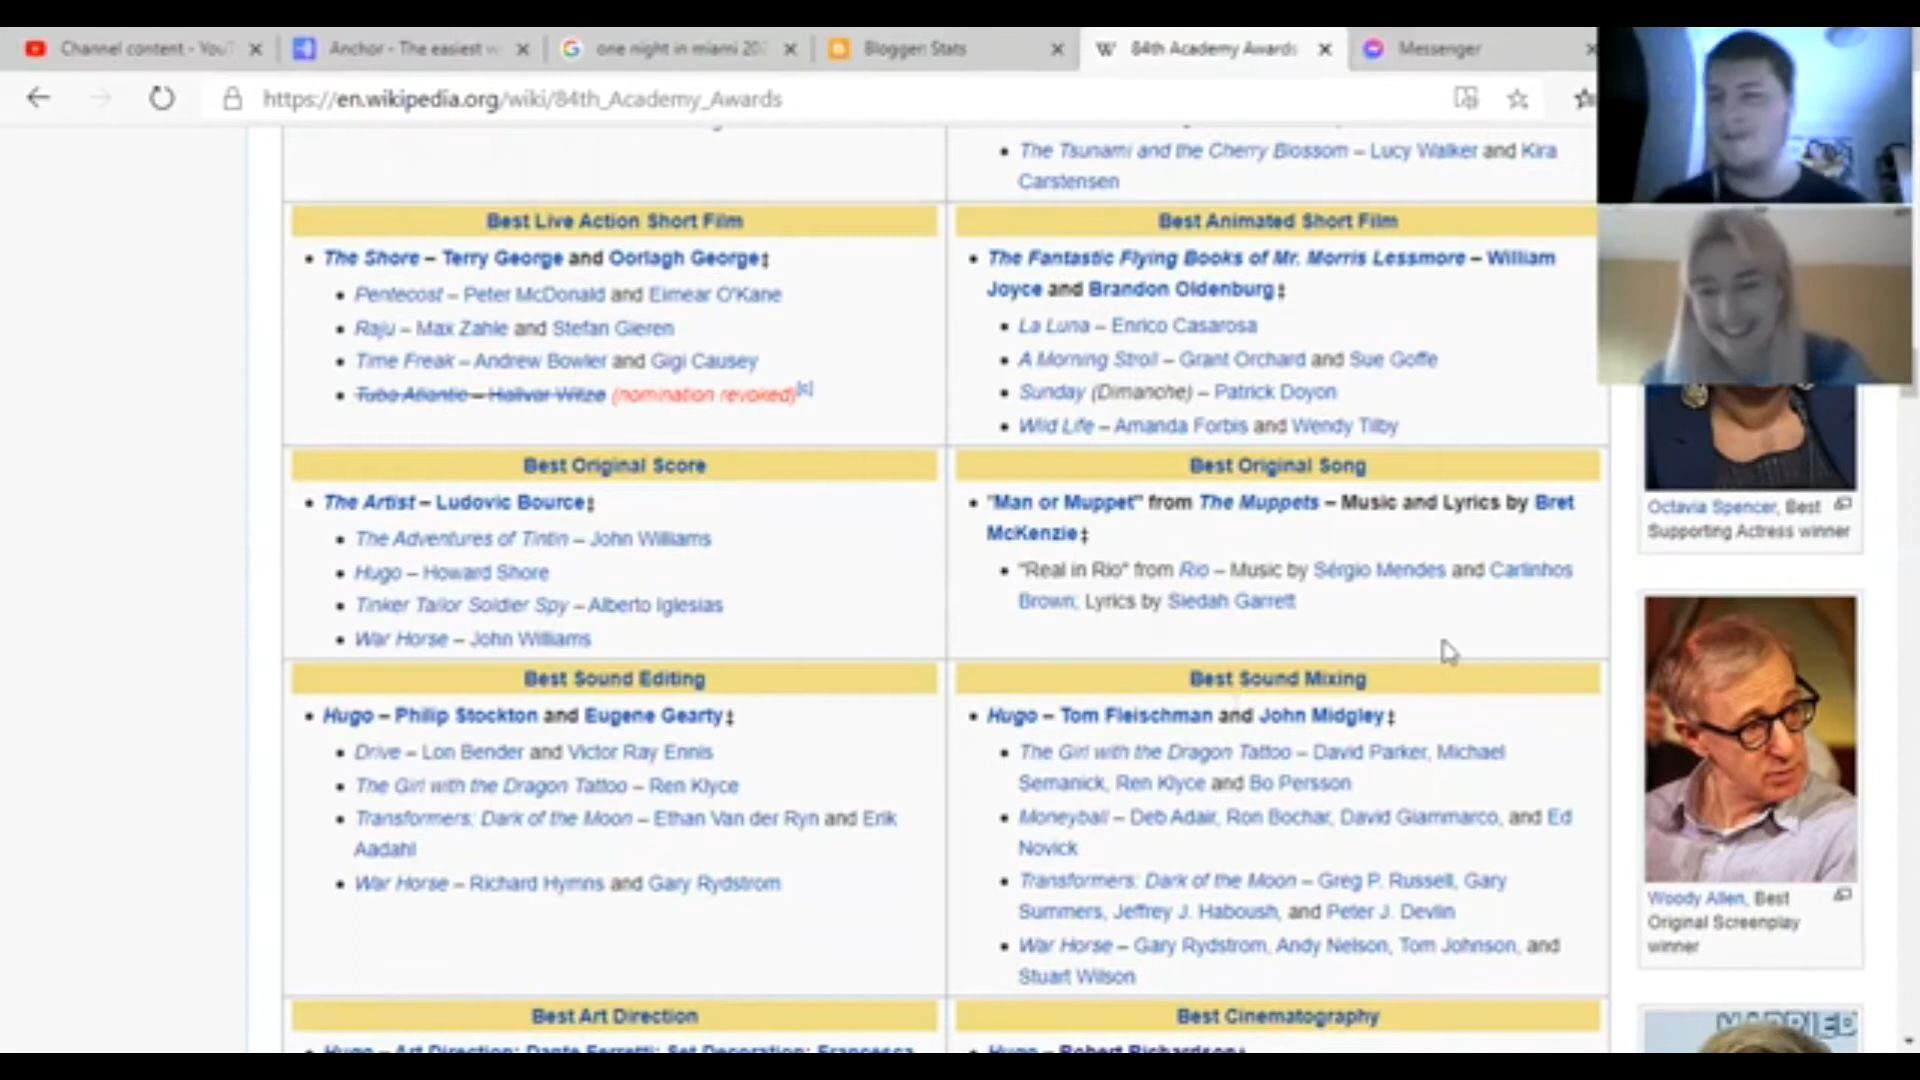 Channel content - YouT
Anchor - The easiest w
one night in miami 202
Blogger: Stats
84th Academy Awards
Messenger
https://en.wikipedia.org/wiki/84th_Academy_Awards
The Tsunami and the Cherry Blossom – Lucy Walker and Kira
Carstensen
Best Live Action Short Film
The Shore – Terry George and Oorlagh George‡
Pentecost – Peter McDonald and Eimear O'Kane
Raju – Max Zähle and Stefan Gieren
Time Freak – Andrew Bowler and Gigi Causey
Tuba Atlantic – Hallvar Witzø (nomination revoked)[c]
Best Animated Short Film
The Fantastic Flying Books of Mr. Morris Lessmore – William
Joyce and Brandon Oldenburg‡
La Luna – Enrico Casarosa
A Morning Stroll – Grant Orchard and Sue Goffe
Sunday (Dimanche) – Patrick Doyon
Wild Life – Amanda Forbis and Wendy Tilby
Best Original Score
The Artist – Ludovic Bource‡
The Adventures of Tintin – John Williams
Hugo – Howard Shore
Tinker Tailor Soldier Spy – Alberto Iglesias
War Horse – John Williams
Best Original Song
"Man or Muppet" from The Muppets – Music and Lyrics by Bret
McKenzie‡
"Real in Rio" from Rio – Music by Sérgio Mendes and Carlinhos
Brown; Lyrics by Siedah Garrett
Best Sound Editing
Hugo – Philip Stockton and Eugene Gearty‡
Drive – Lon Bender and Victor Ray Ennis
The Girl with the Dragon Tattoo – Ren Klyce
Transformers: Dark of the Moon – Ethan Van der Ryn and Erik
Aadahl
War Horse – Richard Hymns and Gary Rydstrom
Best Sound Mixing
Hugo – Tom Fleischman and John Midgley‡
The Girl with the Dragon Tattoo – David Parker, Michael
Semanick, Ren Klyce and Bo Persson
Moneyball – Deb Adair, Ron Bochar, David Giammarco, and Ed
Novick
Transformers: Dark of the Moon – Greg P. Russell, Gary
Summers, Jeffrey J. Haboush, and Peter J. Devlin
War Horse – Gary Rydstrom, Andy Nelson, Tom Johnson, and
Stuart Wilson
Best Art Direction
Hugo – Art Direction: Dante Ferretti; Set Decoration: Francesca
Best Cinematography
Hugo – Robert Richardson‡
Octavia Spencer, Best
Supporting Actress winner
Woody Allen, Best
Original Screenplay
winner
MARRIED